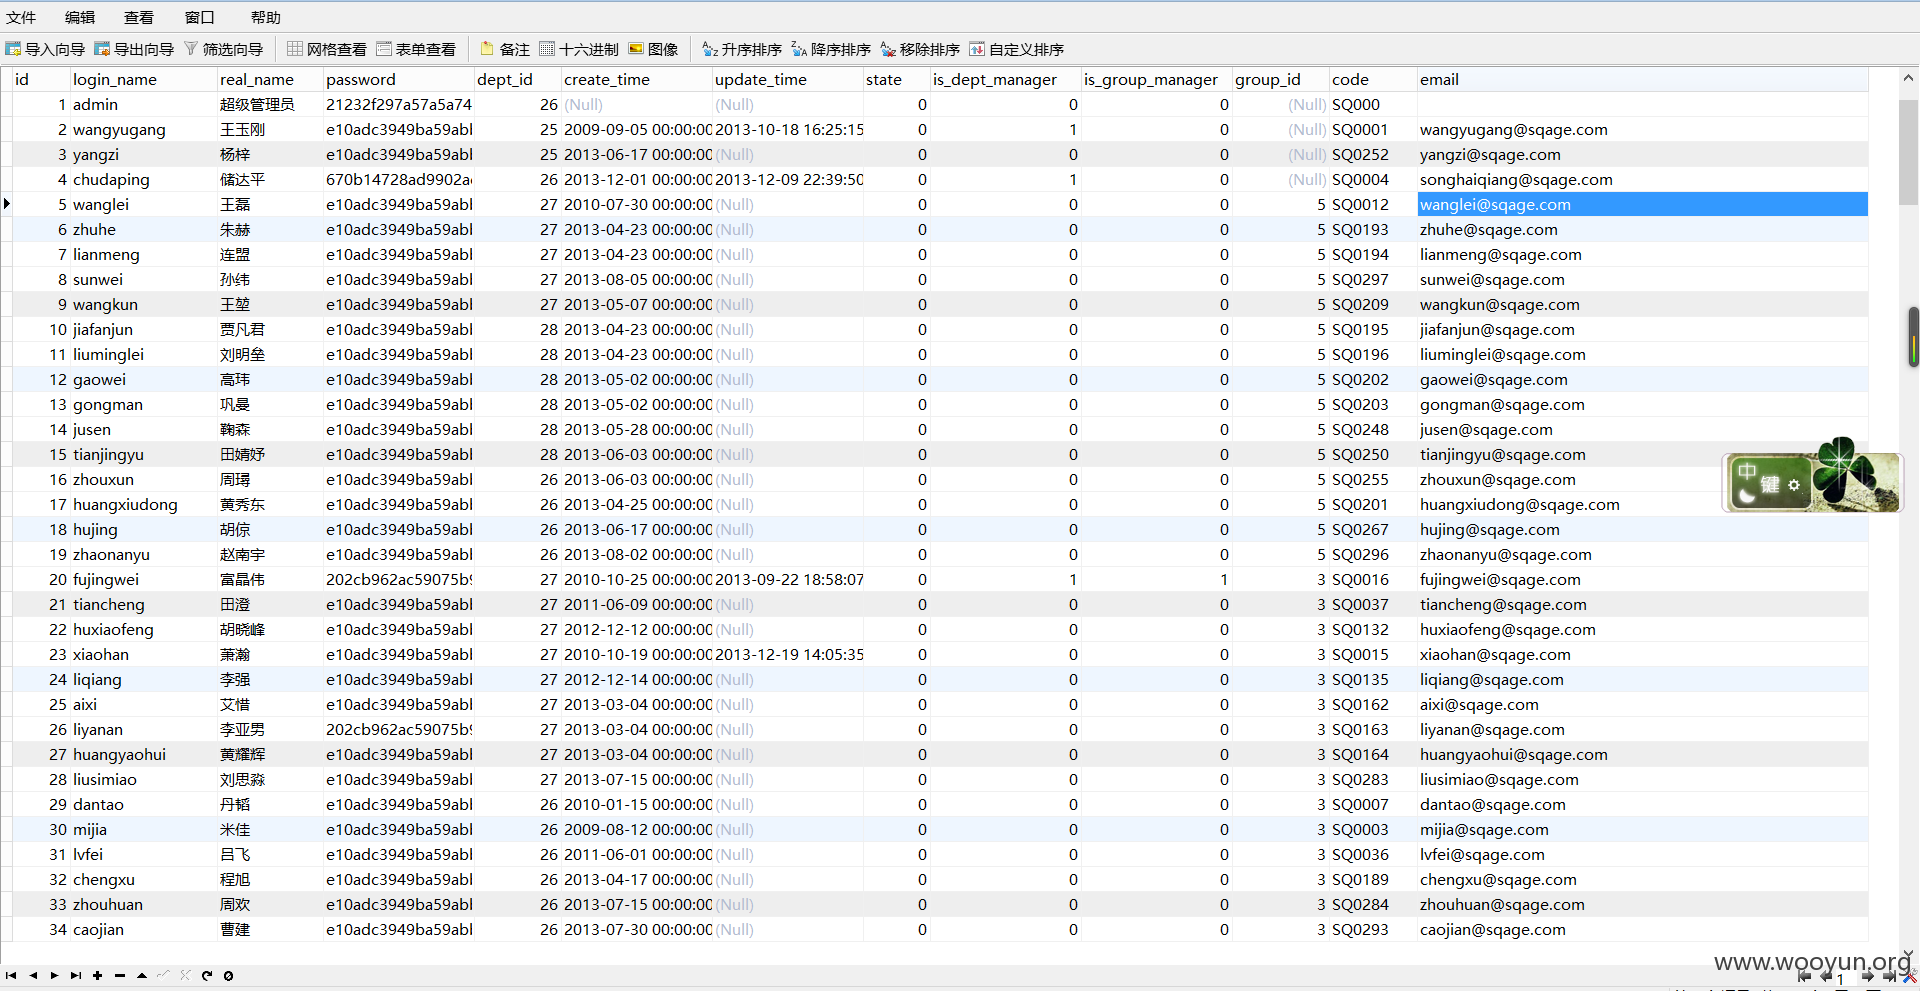 文件 编辑 查看 窗口 帮助
导入向导 导出向导 筛选向导 网格查看 表单查看 备注 十六进制 图像 升序排序 降序排序 移除排序 自定义排序
id login_name real_name password dept_id create_time update_time state is_dept_manager is_group_manager group_id code email
1 admin 超级管理员 21232f297a57a5a74 26 (Null) (Null) 0 0 0 (Null) SQ000
2 wangyugang 王玉刚 e10adc3949ba59abl 25 2009-09-05 00:00:00 2013-10-18 16:25:15 0 1 0 (Null) SQ0001 wangyugang@sqage.com
3 yangzi 杨梓 e10adc3949ba59abl 25 2013-06-17 00:00:00 (Null) 0 0 0 (Null) SQ0252 yangzi@sqage.com
4 chudaping 储达平 670b14728ad9902a 26 2013-12-01 00:00:00 2013-12-09 22:39:50 0 1 0 (Null) SQ0004 songhaiqiang@sqage.com
5 wanglei 王磊 e10adc3949ba59abl 27 2010-07-30 00:00:00 (Null) 0 0 0 5 SQ0012 wanglei@sqage.com
6 zhuhe 朱赫 e10adc3949ba59abl 27 2013-04-23 00:00:00 (Null) 0 0 0 5 SQ0193 zhuhe@sqage.com
7 lianmeng 连盟 e10adc3949ba59abl 27 2013-04-23 00:00:00 (Null) 0 0 0 5 SQ0194 lianmeng@sqage.com
8 sunwei 孙纬 e10adc3949ba59abl 27 2013-08-05 00:00:00 (Null) 0 0 0 5 SQ0297 sunwei@sqage.com
9 wangkun 王堃 e10adc3949ba59abl 27 2013-05-07 00:00:00 (Null) 0 0 0 5 SQ0209 wangkun@sqage.com
10 jiafanjun 贾凡君 e10adc3949ba59abl 28 2013-04-23 00:00:00 (Null) 0 0 0 5 SQ0195 jiafanjun@sqage.com
11 liuminglei 刘明垒 e10adc3949ba59abl 28 2013-04-23 00:00:00 (Null) 0 0 0 5 SQ0196 liuminglei@sqage.com
12 gaowei 高玮 e10adc3949ba59abl 28 2013-05-02 00:00:00 (Null) 0 0 0 5 SQ0202 gaowei@sqage.com
13 gongman 巩曼 e10adc3949ba59abl 28 2013-05-02 00:00:00 (Null) 0 0 0 5 SQ0203 gongman@sqage.com
14 jusen 鞠森 e10adc3949ba59abl 28 2013-05-28 00:00:00 (Null) 0 0 0 5 SQ0248 jusen@sqage.com
15 tianjingyu 田婧妤 e10adc3949ba59abl 28 2013-06-03 00:00:00 (Null) 0 0 0 5 SQ0250 tianjingyu@sqage.com
16 zhouxun 周璕 e10adc3949ba59abl 26 2013-06-03 00:00:00 (Null) 0 0 0 5 SQ0255 zhouxun@sqage.com
17 huangxiudong 黄秀东 e10adc3949ba59abl 26 2013-04-25 00:00:00 (Null) 0 0 0 5 SQ0201 huangxiudong@sqage.com
18 hujing 胡倞 e10adc3949ba59abl 26 2013-06-17 00:00:00 (Null) 0 0 0 5 SQ0267 hujing@sqage.com
19 zhaonanyu 赵南宇 e10adc3949ba59abl 26 2013-08-02 00:00:00 (Null) 0 0 0 5 SQ0296 zhaonanyu@sqage.com
20 fujingwei 富晶伟 202cb962ac59075b9 27 2010-10-25 00:00:00 2013-09-22 18:58:07 0 1 1 3 SQ0016 fujingwei@sqage.com
21 tiancheng 田澄 e10adc3949ba59abl 27 2011-06-09 00:00:00 (Null) 0 0 0 3 SQ0037 tiancheng@sqage.com
22 huxiaofeng 胡晓峰 e10adc3949ba59abl 27 2012-12-12 00:00:00 (Null) 0 0 0 3 SQ0132 huxiaofeng@sqage.com
23 xiaohan 萧瀚 e10adc3949ba59abl 27 2010-10-19 00:00:00 2013-12-19 14:05:35 0 0 0 3 SQ0015 xiaohan@sqage.com
24 liqiang 李强 e10adc3949ba59abl 27 2012-12-14 00:00:00 (Null) 0 0 0 3 SQ0135 liqiang@sqage.com
25 aixi 艾惜 e10adc3949ba59abl 27 2013-03-04 00:00:00 (Null) 0 0 0 3 SQ0162 aixi@sqage.com
26 liyanan 李亚男 202cb962ac59075b9 27 2013-03-04 00:00:00 (Null) 0 0 0 3 SQ0163 liyanan@sqage.com
27 huangyaohui 黄耀辉 e10adc3949ba59abl 27 2013-03-04 00:00:00 (Null) 0 0 0 3 SQ0164 huangyaohui@sqage.com
28 liusimiao 刘思淼 e10adc3949ba59abl 27 2013-07-15 00:00:00 (Null) 0 0 0 3 SQ0283 liusimiao@sqage.com
29 dantao 丹韬 e10adc3949ba59abl 26 2010-01-15 00:00:00 (Null) 0 0 0 3 SQ0007 dantao@sqage.com
30 mijia 米佳 e10adc3949ba59abl 26 2009-08-12 00:00:00 (Null) 0 0 0 3 SQ0003 mijia@sqage.com
31 lvfei 吕飞 e10adc3949ba59abl 26 2011-06-01 00:00:00 (Null) 0 0 0 3 SQ0036 lvfei@sqage.com
32 chengxu 程旭 e10adc3949ba59abl 26 2013-04-17 00:00:00 (Null) 0 0 0 3 SQ0189 chengxu@sqage.com
33 zhouhuan 周欢 e10adc3949ba59abl 26 2013-07-15 00:00:00 (Null) 0 0 0 3 SQ0284 zhouhuan@sqage.com
34 caojian 曹建 e10adc3949ba59abl 26 2013-07-30 00:00:00 (Null) 0 0 0 3 SQ0293 caojian@sqage.com
中 键
www.wooyun.org
1